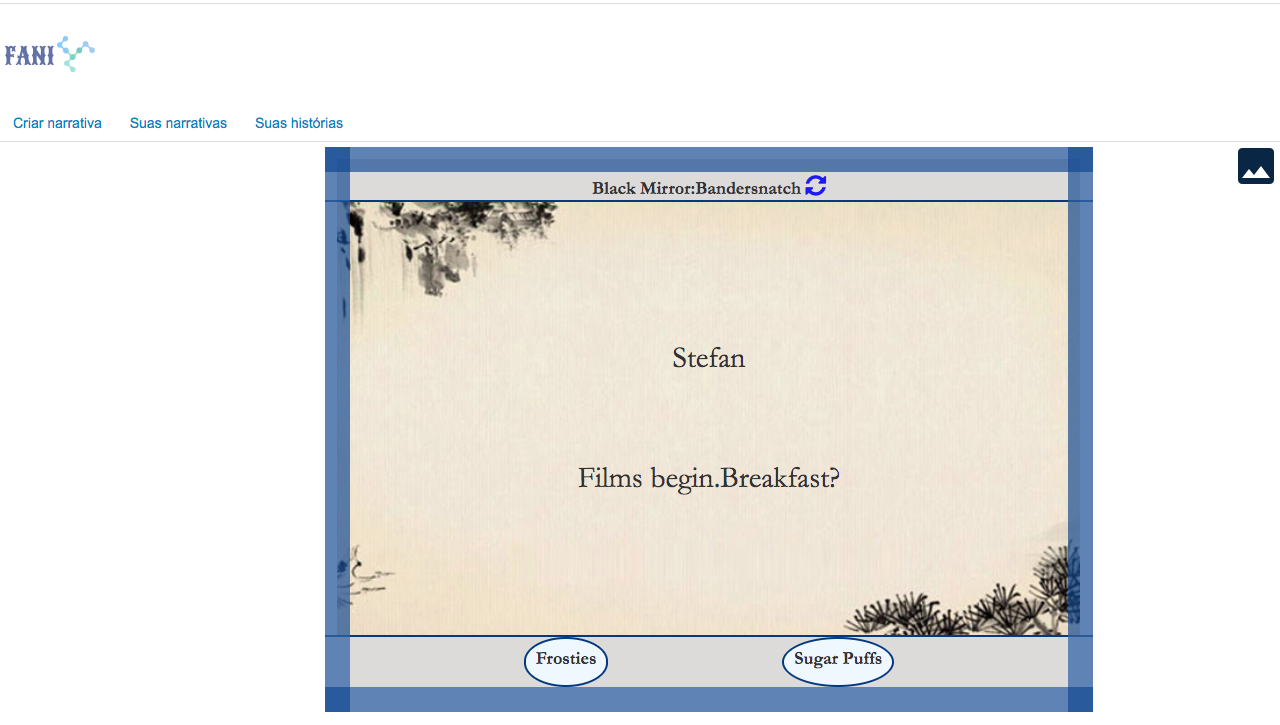 FANI
Criar narrativa Suas narrativas Suas histórias
Black Mirror:Bandersnatch
Stefan
Films begin.Breakfast?
Frosties Sugar Puffs